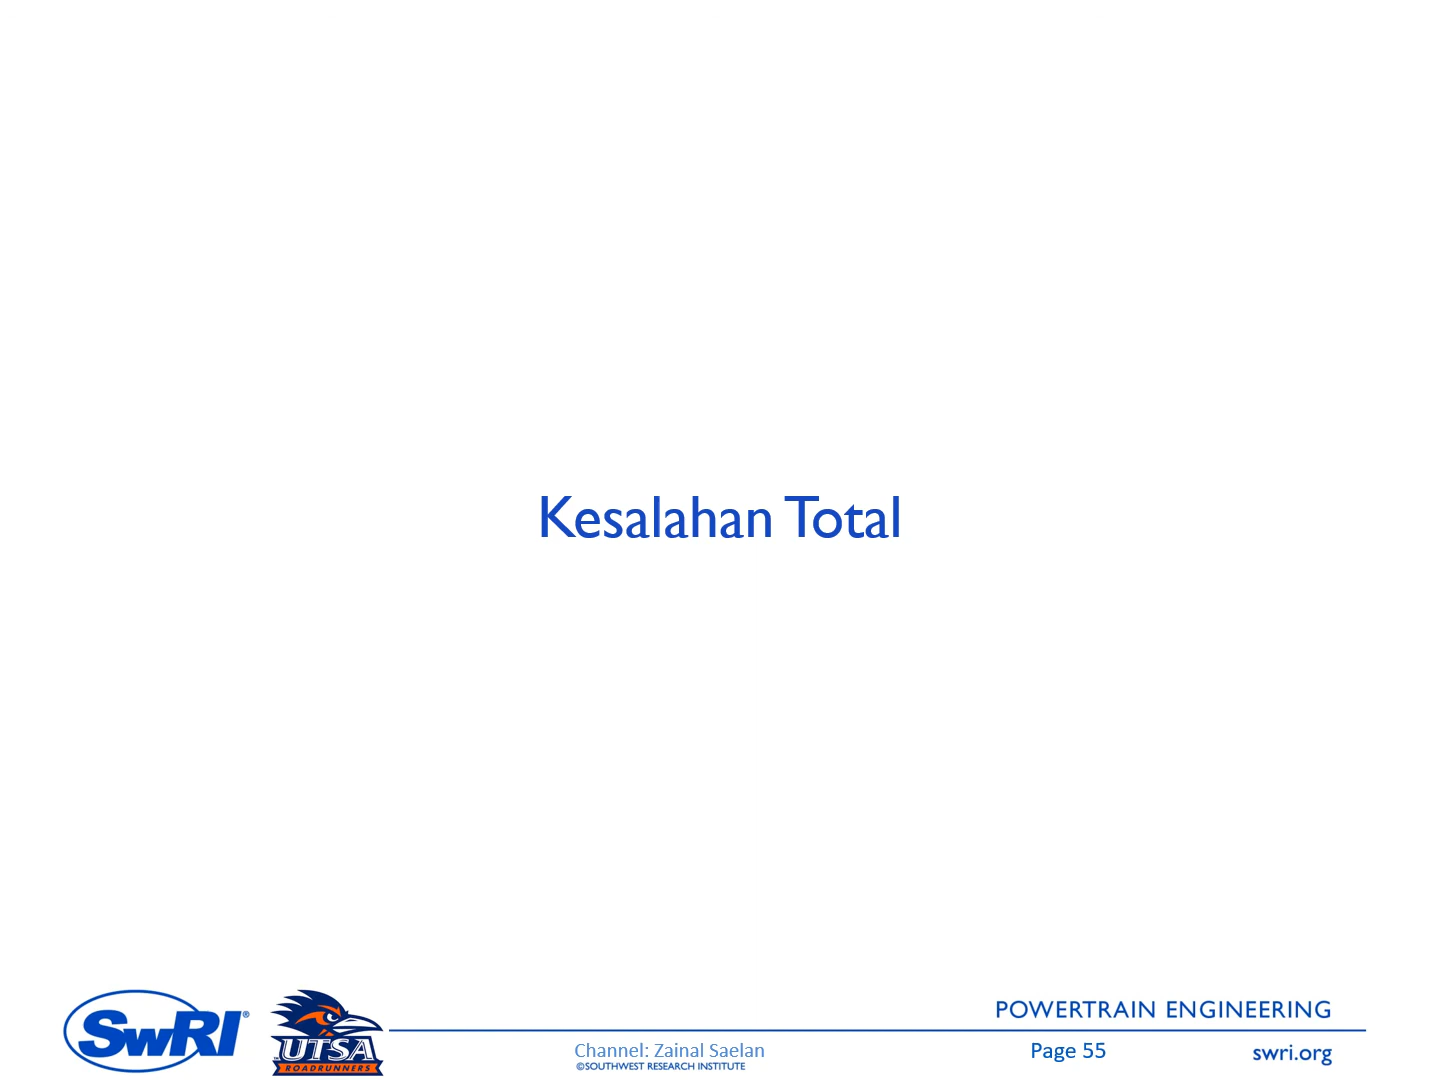 Kesalahan Total
SwRI®
UTSA
ROADRUNNERS
POWERTRAIN ENGINEERING
Channel: Zainal Saelan
©SOUTHWEST RESEARCH INSTITUTE
Page 55
swri.org